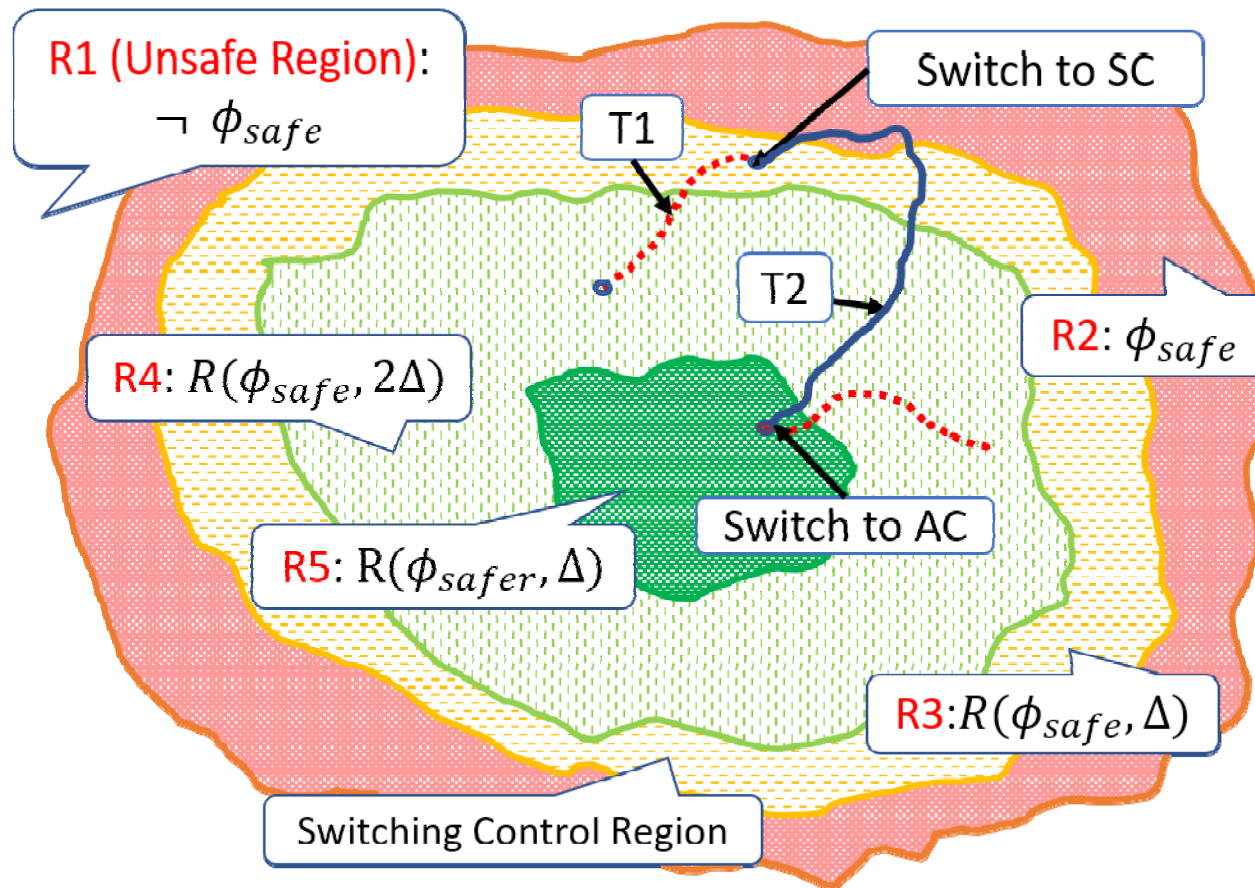 R1 (Unsafe Region):
¬ ϕ_safe
Switch to SC
T1
T2
R2: ϕ_safe
R4: R(ϕ_safe, 2Δ)
Switch to AC
R5: R(ϕ_safer, Δ)
R3:R(ϕ_safe, Δ)
Switching Control Region